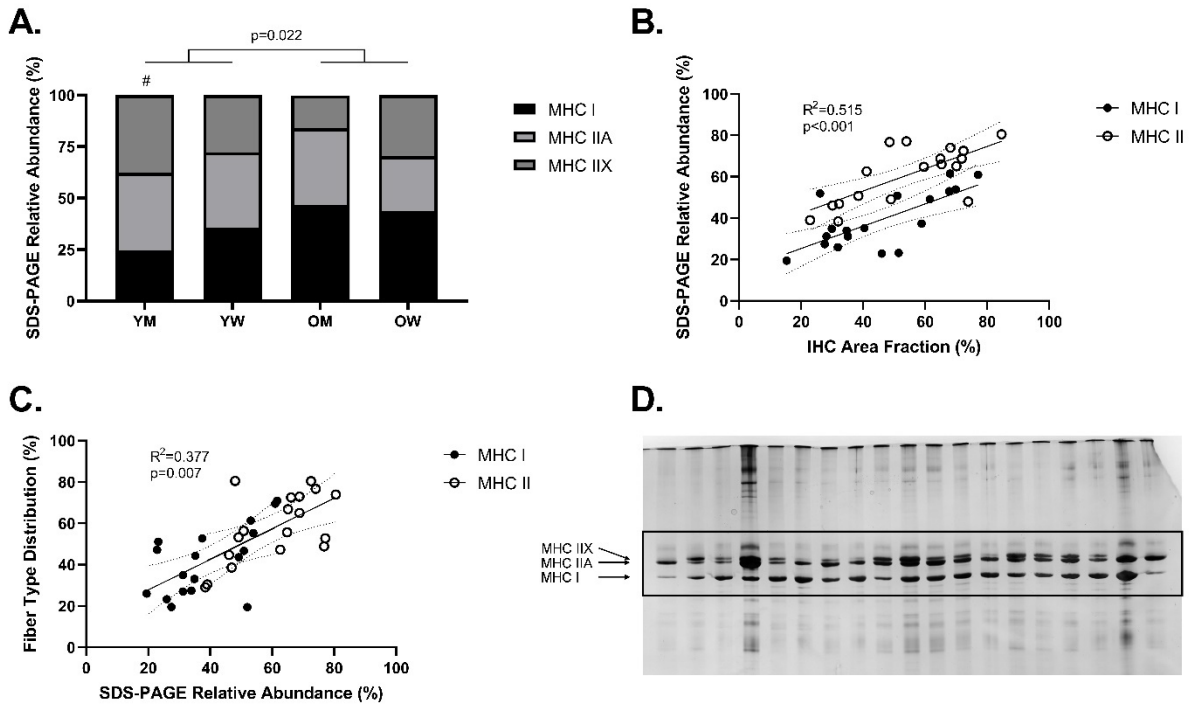 A.
p=0.022
#
SDS-PAGE Relative Abundance (%)
100
75
50
25
0
YM YW OM OW
MHC I
MHC IIA
MHC IIX
B.
R²=0.515
p<0.001
SDS-PAGE Relative Abundance (%)
100
80
60
40
20
0
0 20 40 60 80 100
IHC Area Fraction (%)
MHC I
MHC II
C.
R²=0.377
p=0.007
Fiber Type Distribution (%)
100
80
60
40
20
0
0 20 40 60 80 100
SDS-PAGE Relative Abundance (%)
MHC I
MHC II
D.
MHC IIX
MHC IIA
MHC I